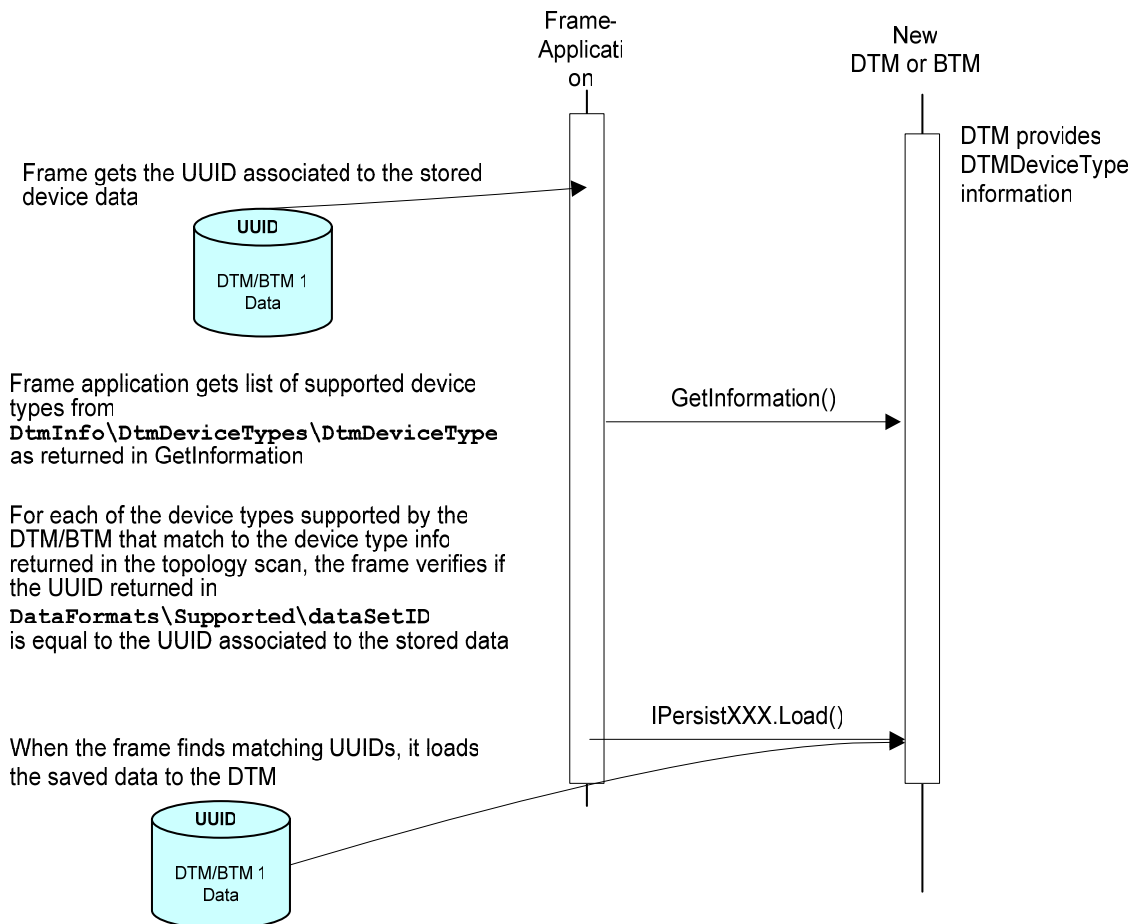 Frame-
Applicati
on
New
DTM or BTM
DTM provides
DTMDeviceType
information
Frame gets the UUID associated to the stored
device data
UUID
DTM/BTM 1
Data
Frame application gets list of supported device
types from
DtmInfo\DtmDeviceTypes\DtmDeviceType
as returned in GetInformation
GetInformation()
For each of the device types supported by the
DTM/BTM that match to the device type info
returned in the topology scan, the frame verifies if
the UUID returned in
DataFormats\Supported\dataSetID
is equal to the UUID associated to the stored data
IPersistXXX.Load()
When the frame finds matching UUIDs, it loads
the saved data to the DTM
UUID
DTM/BTM 1
Data